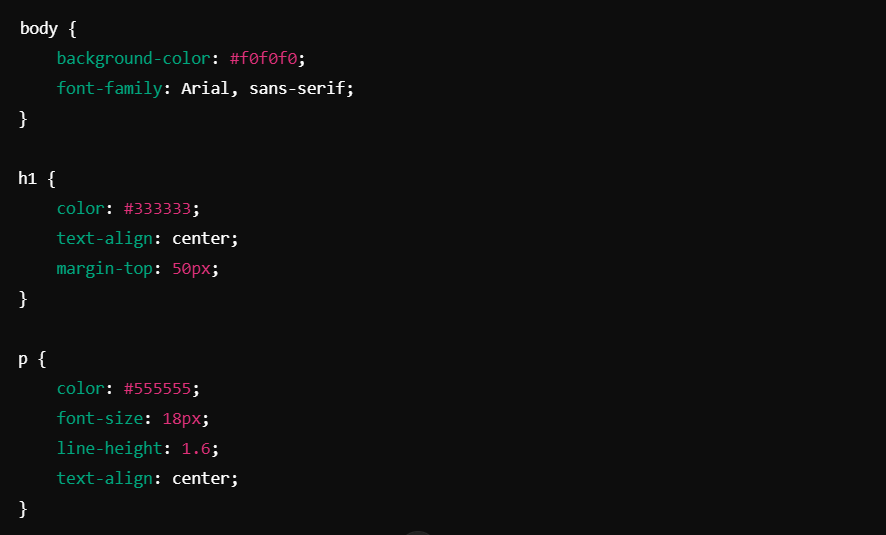 body {
    background-color: #f0f0f0;
    font-family: Arial, sans-serif;
}

h1 {
    color: #333333;
    text-align: center;
    margin-top: 50px;
}

p {
    color: #555555;
    font-size: 18px;
    line-height: 1.6;
    text-align: center;
}